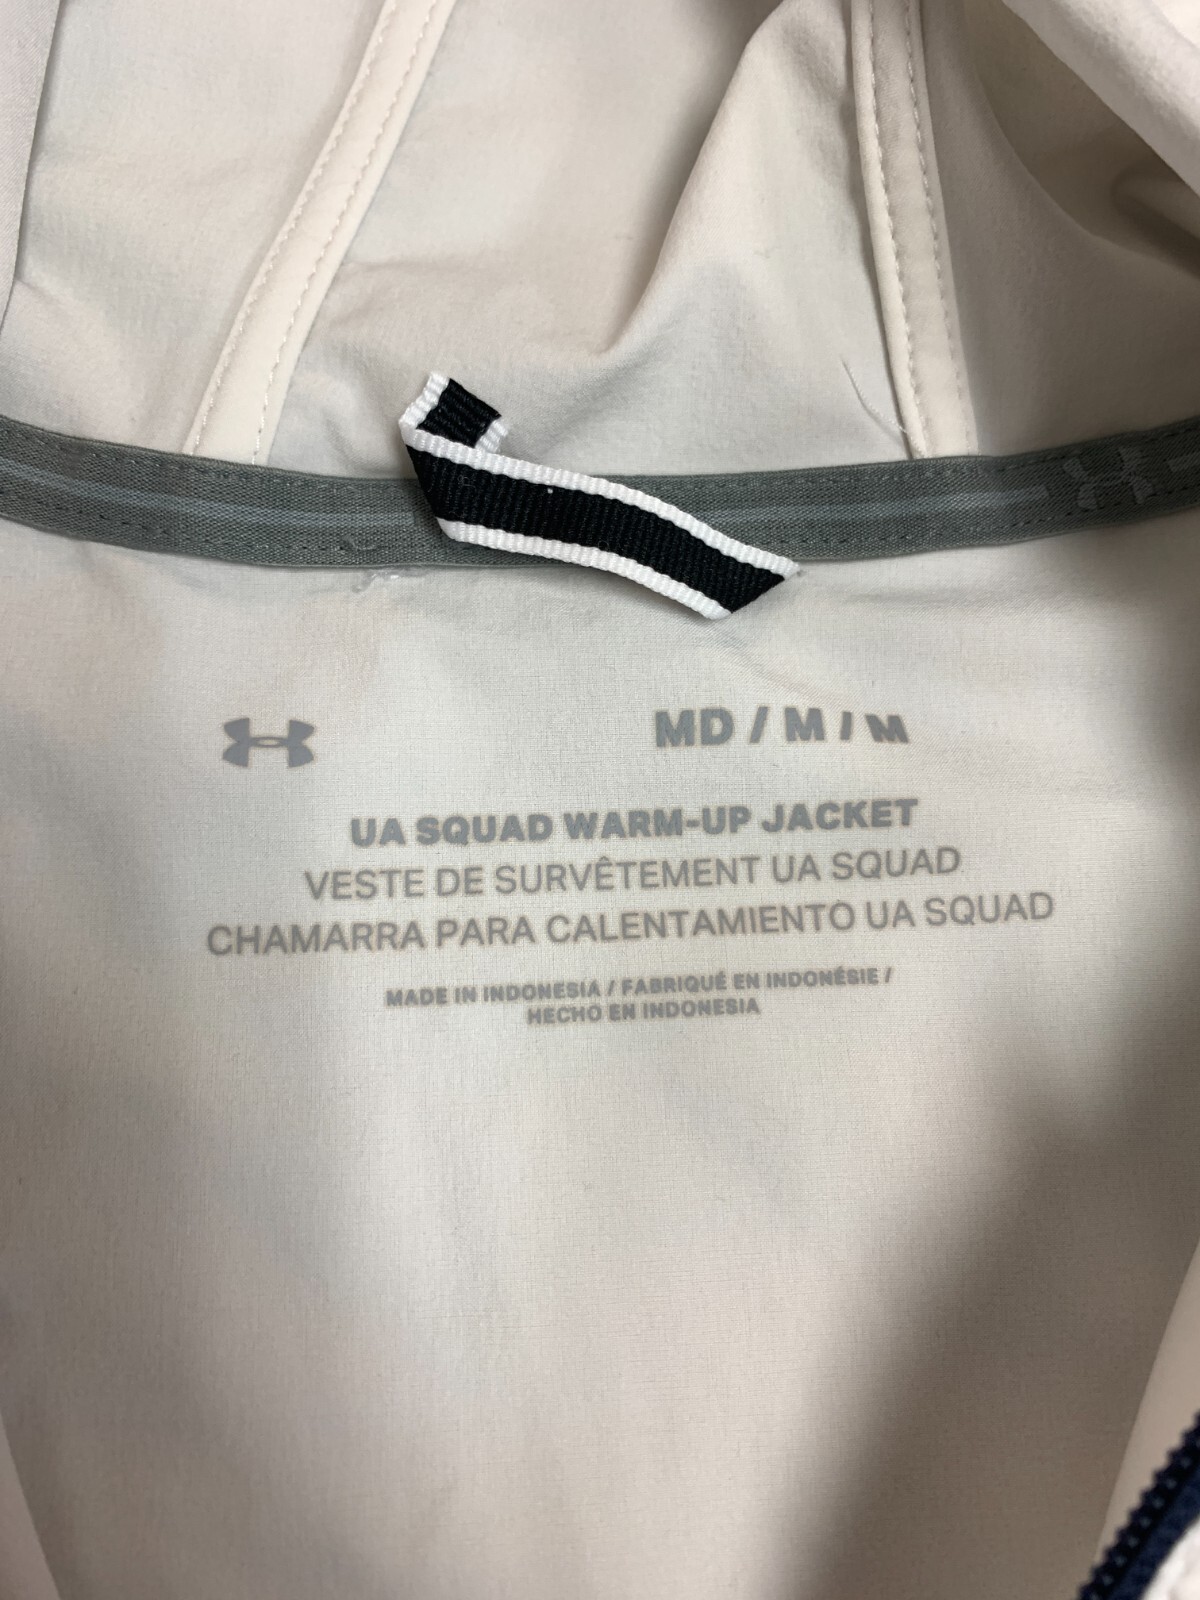 MD / M / M
UA SQUAD WARM-UP JACKET
VESTE DE SURVÊTEMENT UA SQUAD
CHAMARRA PARA CALENTAMIENTO UA SQUAD
MADE IN INDONESIA / FABRIQUÉ EN INDONÉSIE /
HECHO EN INDONESIA